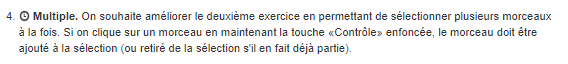 4. Multiple. On souhaite améliorer le deuxième exercice en permettant de sélectionner plusieurs morceaux
à la fois. Si on clique sur un morceau en maintenant la touche «Contrôle» enfoncée, le morceau doit être
ajouté à la sélection (ou retiré de la sélection s'il en fait déjà partie).